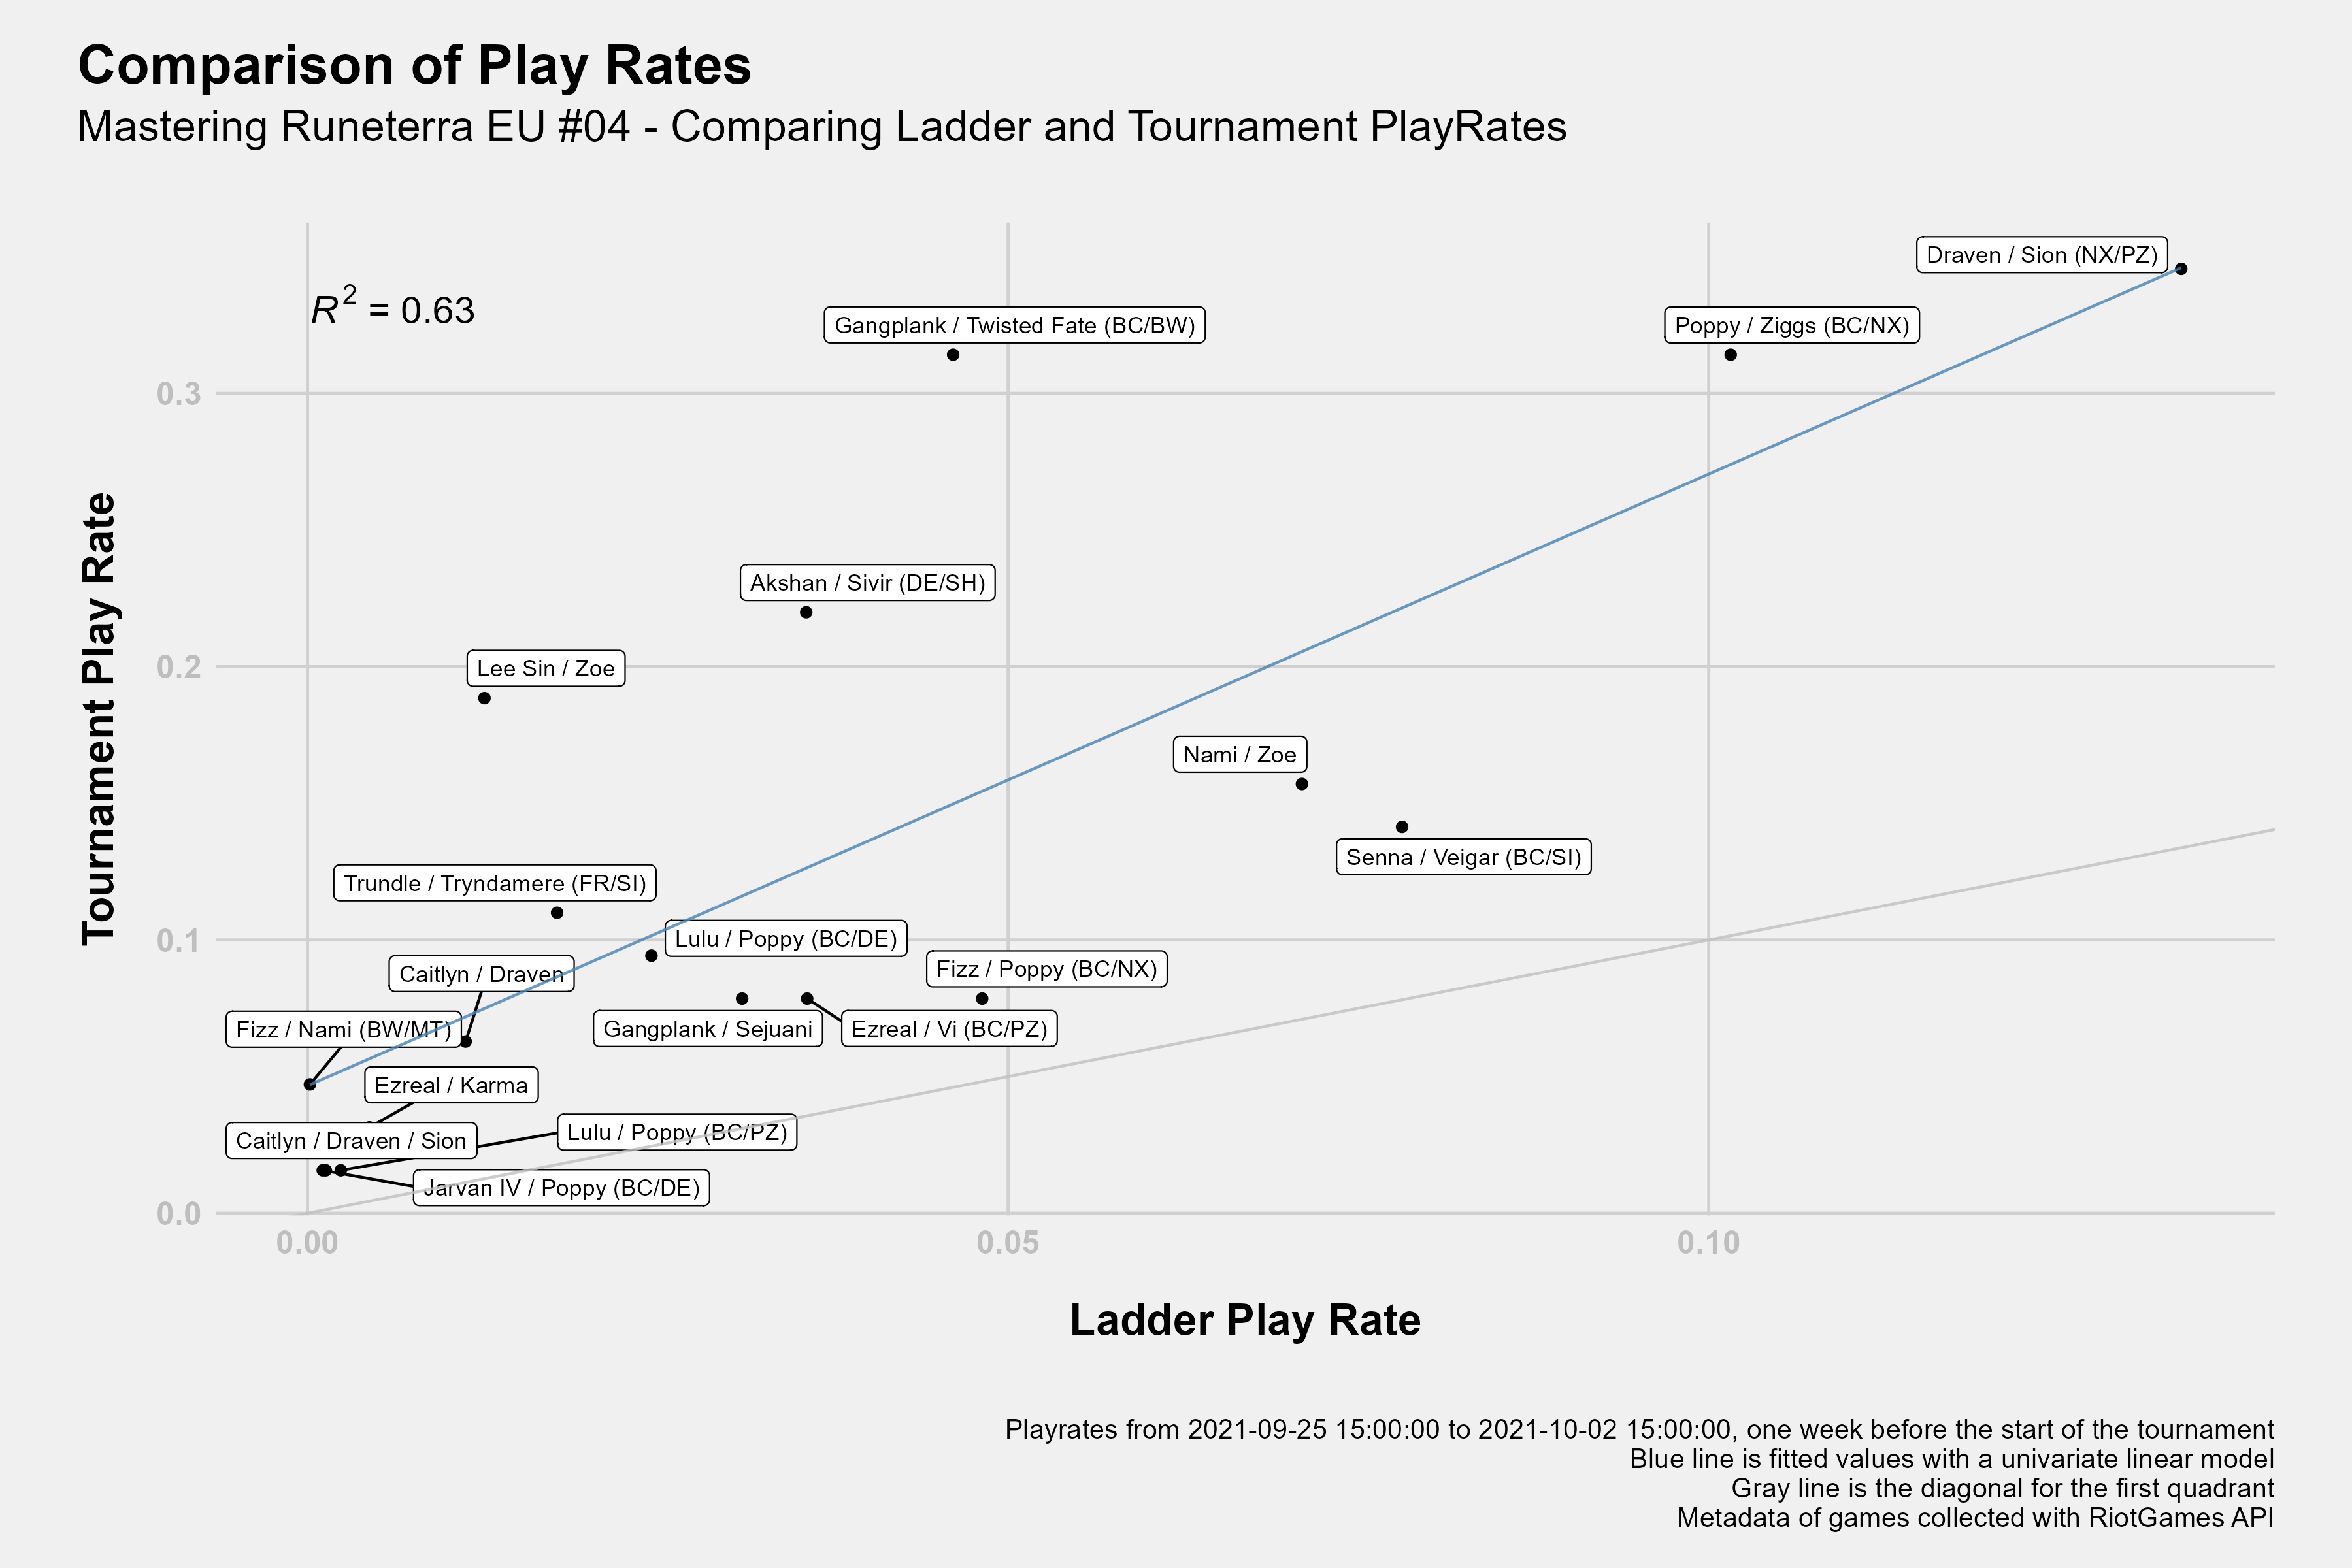 Comparison of Play Rates
Mastering Runeterra EU #04 - Comparing Ladder and Tournament PlayRates
Draven / Sion (NX/PZ)
R² = 0.63
Gangplank / Twisted Fate (BC/BW)
Poppy / Ziggs (BC/NX)
0.3
Akshan / Sivir (DE/SH)
Lee Sin / Zoe
0.2
Tournament Play Rate
Nami / Zoe
Senna / Veigar (BC/SI)
Trundle / Tryndamere (FR/SI)
Lulu / Poppy (BC/DE)
0.1
Fizz / Poppy (BC/NX)
Caitlyn / Draven
Fizz / Nami (BW/MT)
Gangplank / Sejuani
Ezreal / Vi (BC/PZ)
Ezreal / Karma
Lulu / Poppy (BC/PZ)
Caitlyn / Draven / Sion
Jarvan IV / Poppy (BC/DE)
0.0
0.00
0.05
0.10
Ladder Play Rate
Playrates from 2021-09-25 15:00:00 to 2021-10-02 15:00:00, one week before the start of the tournament
Blue line is fitted values with a univariate linear model
Gray line is the diagonal for the first quadrant
Metadata of games collected with RiotGames API